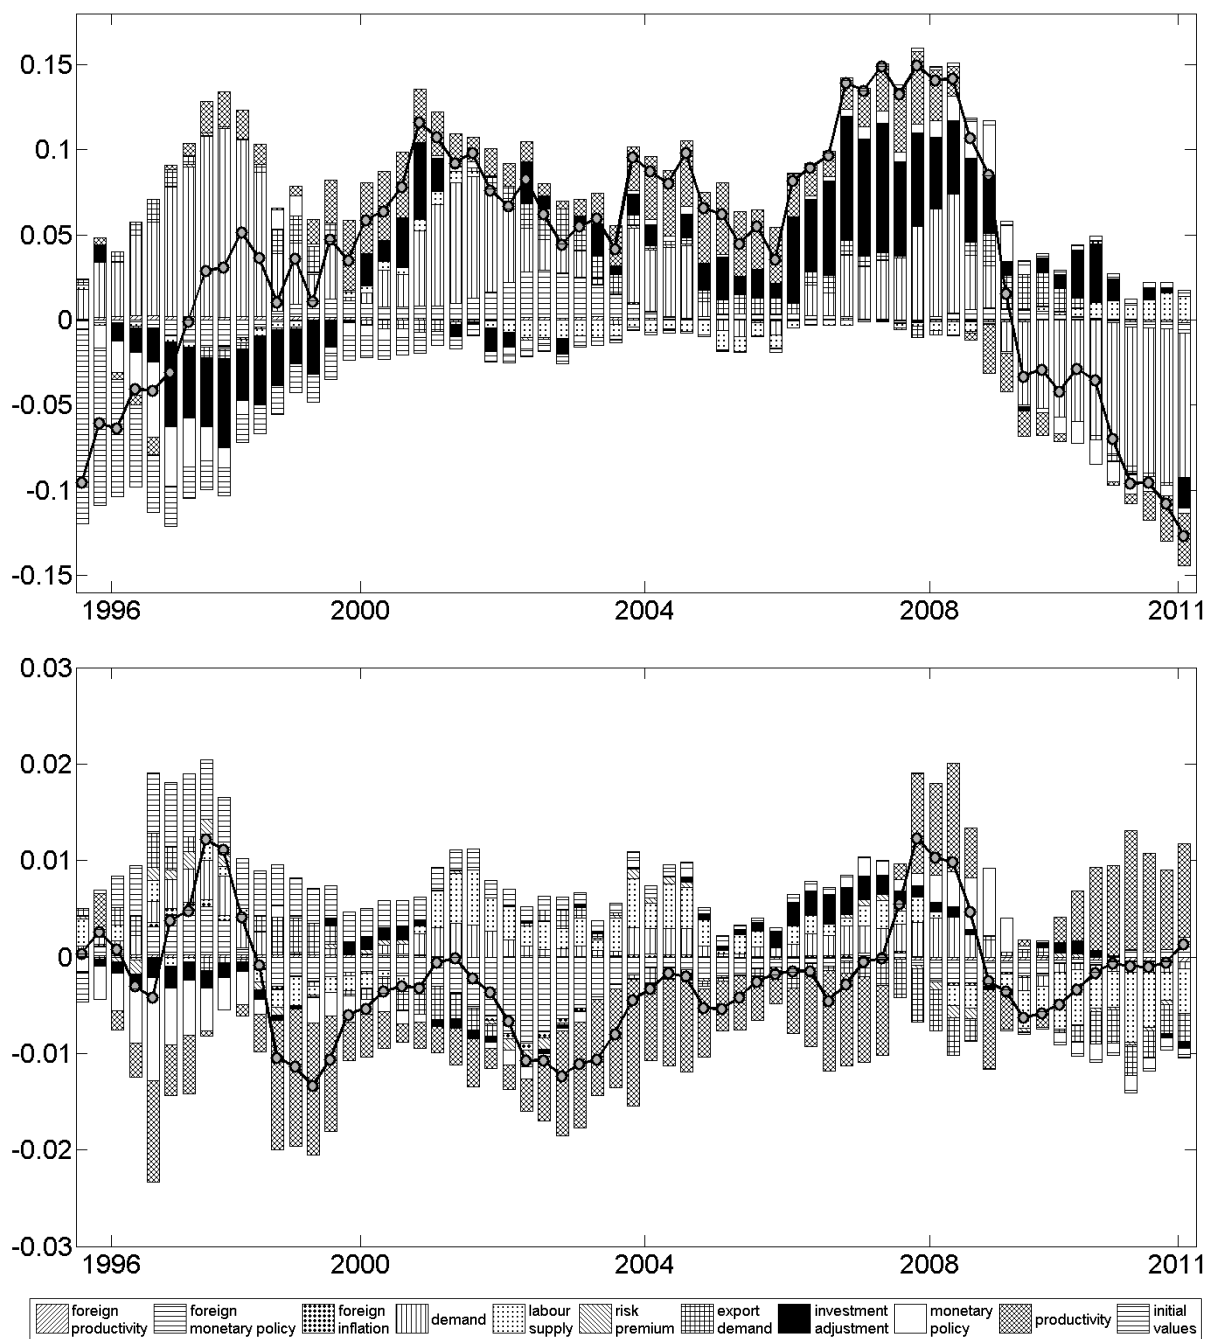 0.15
0.1
0.05
0
-0.05
-0.1
-0.15
1996 2000 2004 2008 2011
0.03
0.02
0.01
0
-0.01
-0.02
-0.03
1996 2000 2004 2008 2011
foreign productivity
foreign monetary policy
foreign inflation
demand
labour supply
risk premium
export demand
investment adjustment
monetary policy
productivity
initial values